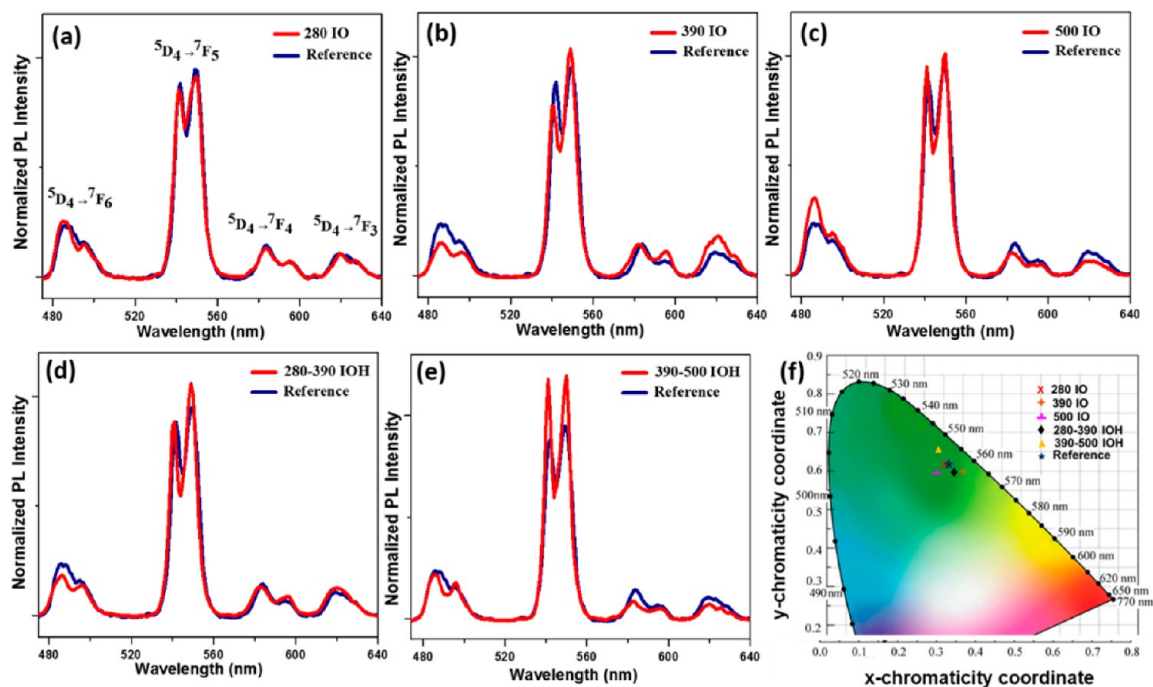 (a)
280 IO
Reference
⁵D₄→⁷F₅
⁵D₄→⁷F₆
⁵D₄→⁷F₄
⁵D₄→⁷F₃
Normalized PL Intensity
480 520 560 600 640
Wavelength (nm)
(b)
390 IO
Reference
Normalized PL Intensity
480 520 560 600 640
Wavelength (nm)
(c)
500 IO
Reference
Normalized PL Intensity
480 520 560 600 640
Wavelength (nm)
(d)
280-390 IOH
Reference
Normalized PL Intensity
480 520 560 600 640
Wavelength (nm)
(e)
390-500 IOH
Reference
Normalized PL Intensity
480 520 560 600 640
Wavelength (nm)
(f)
280 IO
390 IO
500 IO
280-390 IOH
390-500 IOH
Reference
520 nm
530 nm
510 nm
540 nm
550 nm
560 nm
570 nm
500nm
580 nm
590 nm
600 nm
620 nm
490nm
650 nm
770 nm
y-chromaticity coordinate
0.9
0.8
0.7
0.6
0.5
0.4
0.3
0.2
0.0 0.1 0.2 0.3 0.4 0.5 0.6 0.7 0.8
x-chromaticity coordinate